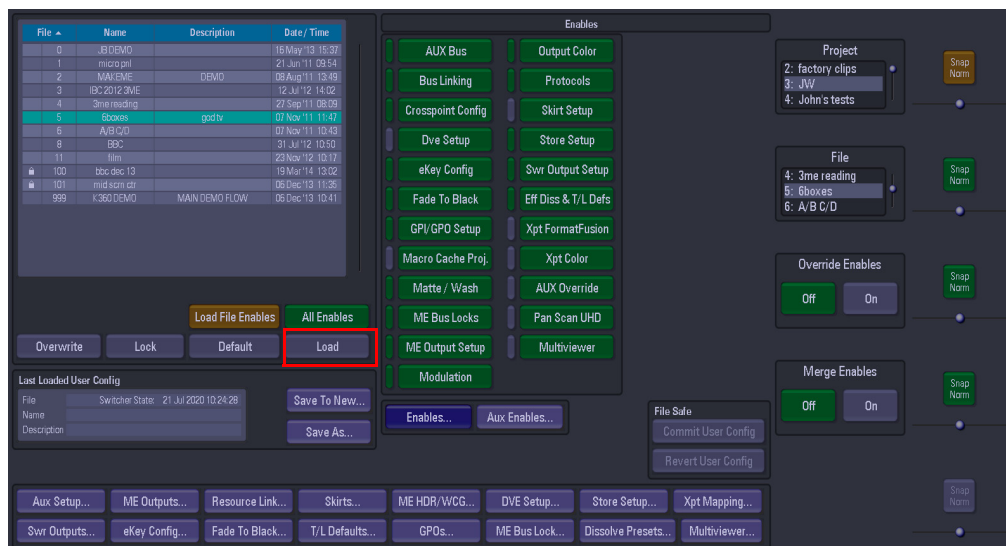 File Name Description Date / Time
0 JB DEMO 16 May '13 15:37
1 micro pnl 21 Jun '11 09:54
2 MAKEME DEMO 08 Aug '11 13:49
3 IBC 2012 3ME 12 Jul '12 14:02
4 3me reading 27 Sep '11 08:09
5 6boxes god tv 07 Nov '11 11:47
6 A/B C/D 07 Nov '11 10:43
8 BBC 31 Jul '12 10:50
11 film 23 Nov '12 10:17
100 bbc dec 13 19 Mar '14 13:02
101 mid scrn ctr 05 Dec '13 11:35
999 K360 DEMO MAIN DEMO FLOW 06 Dec '13 10:41
Load File Enables All Enables
Overwrite Lock Default Load
Last Loaded User Config
File Switcher State: 21 Jul 2020 10:24:28
Name
Description
Save To New...
Save As...
Enables
AUX Bus Output Color
Bus Linking Protocols
Crosspoint Config Skirt Setup
Dve Setup Store Setup
eKey Config Swr Output Setup
Fade To Black Eff Diss & T/L Defs
GPI/GPO Setup Xpt FormatFusion
Macro Cache Proj. Xpt Color
Matte / Wash AUX Override
ME Bus Locks Pan Scan UHD
ME Output Setup Multiviewer
Modulation
Enables... Aux Enables...
File Safe
Commit User Config
Revert User Config
Project
2: factory clips
3: JW
4: John's tests
Snap Norm
File
4: 3me reading
5: 6boxes
6: A/B C/D
Snap Norm
Override Enables
Off On
Snap Norm
Merge Enables
Off On
Snap Norm
Snap Norm
Aux Setup... ME Outputs... Resource Link... Skirts... ME HDR/WCG... DVE Setup... Store Setup... Xpt Mapping...
Swr Outputs... eKey Config... Fade To Black... T/L Defaults... GPOs... ME Bus Lock... Dissolve Presets... Multiviewer...